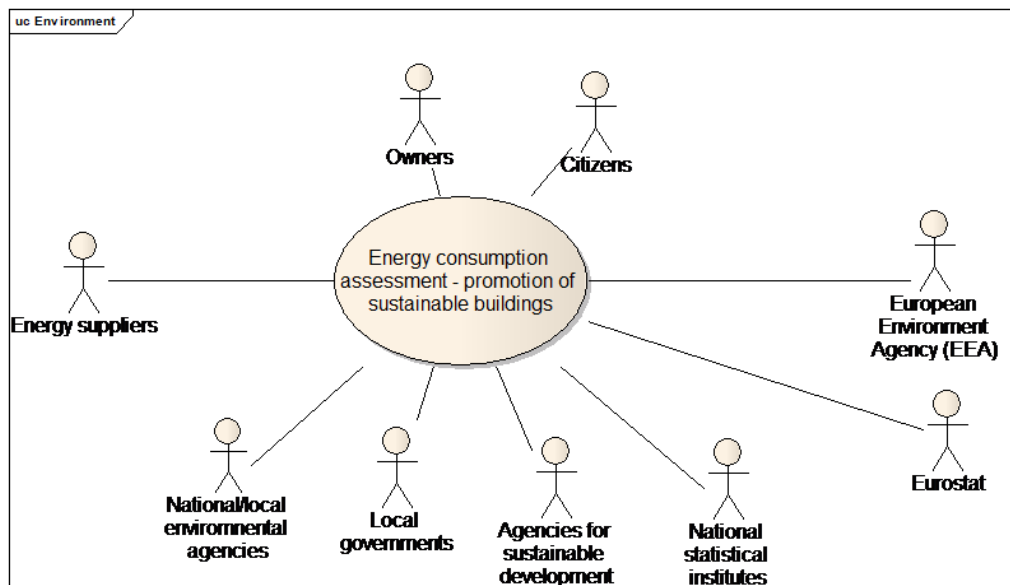 uc Environment
Owners
Citizens
Energy consumption
assessment - promotion of
sustainable buildings
Energy suppliers
European
Environment
Agency (EEA)
Eurostat
National/local
enviromnental
agencies
Local
governments
Agencies for
sustainable
development
National
statistical
institutes